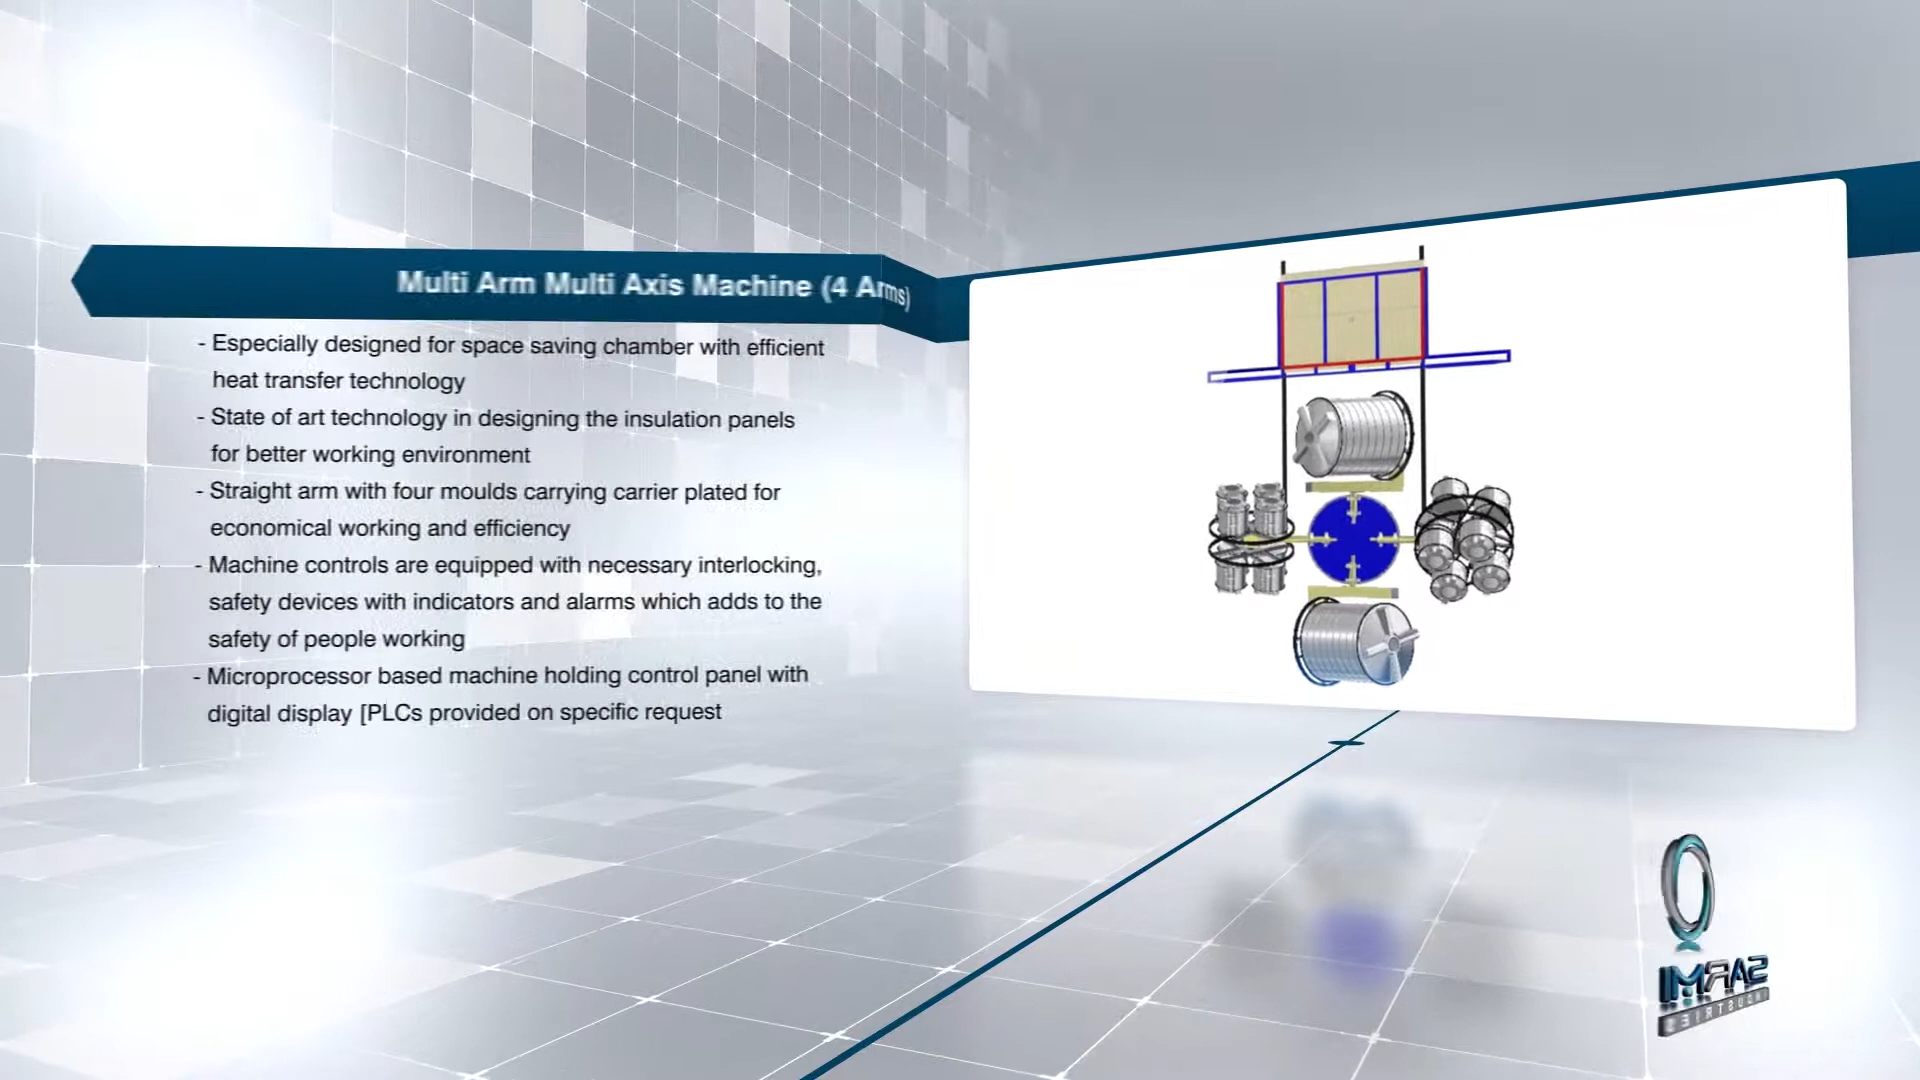 Multi Arm Multi Axis Machine (4 Arms)
- Especially designed for space saving chamber with efficient
heat transfer technology
- State of art technology in designing the insulation panels
for better working environment
- Straight arm with four moulds carrying carrier plated for
economical working and efficiency
- Machine controls are equipped with necessary interlocking,
safety devices with indicators and alarms which adds to the
safety of people working
- Microprocessor based machine holding control panel with
digital display [PLCs provided on specific request
SARMI
INDUSTRIES